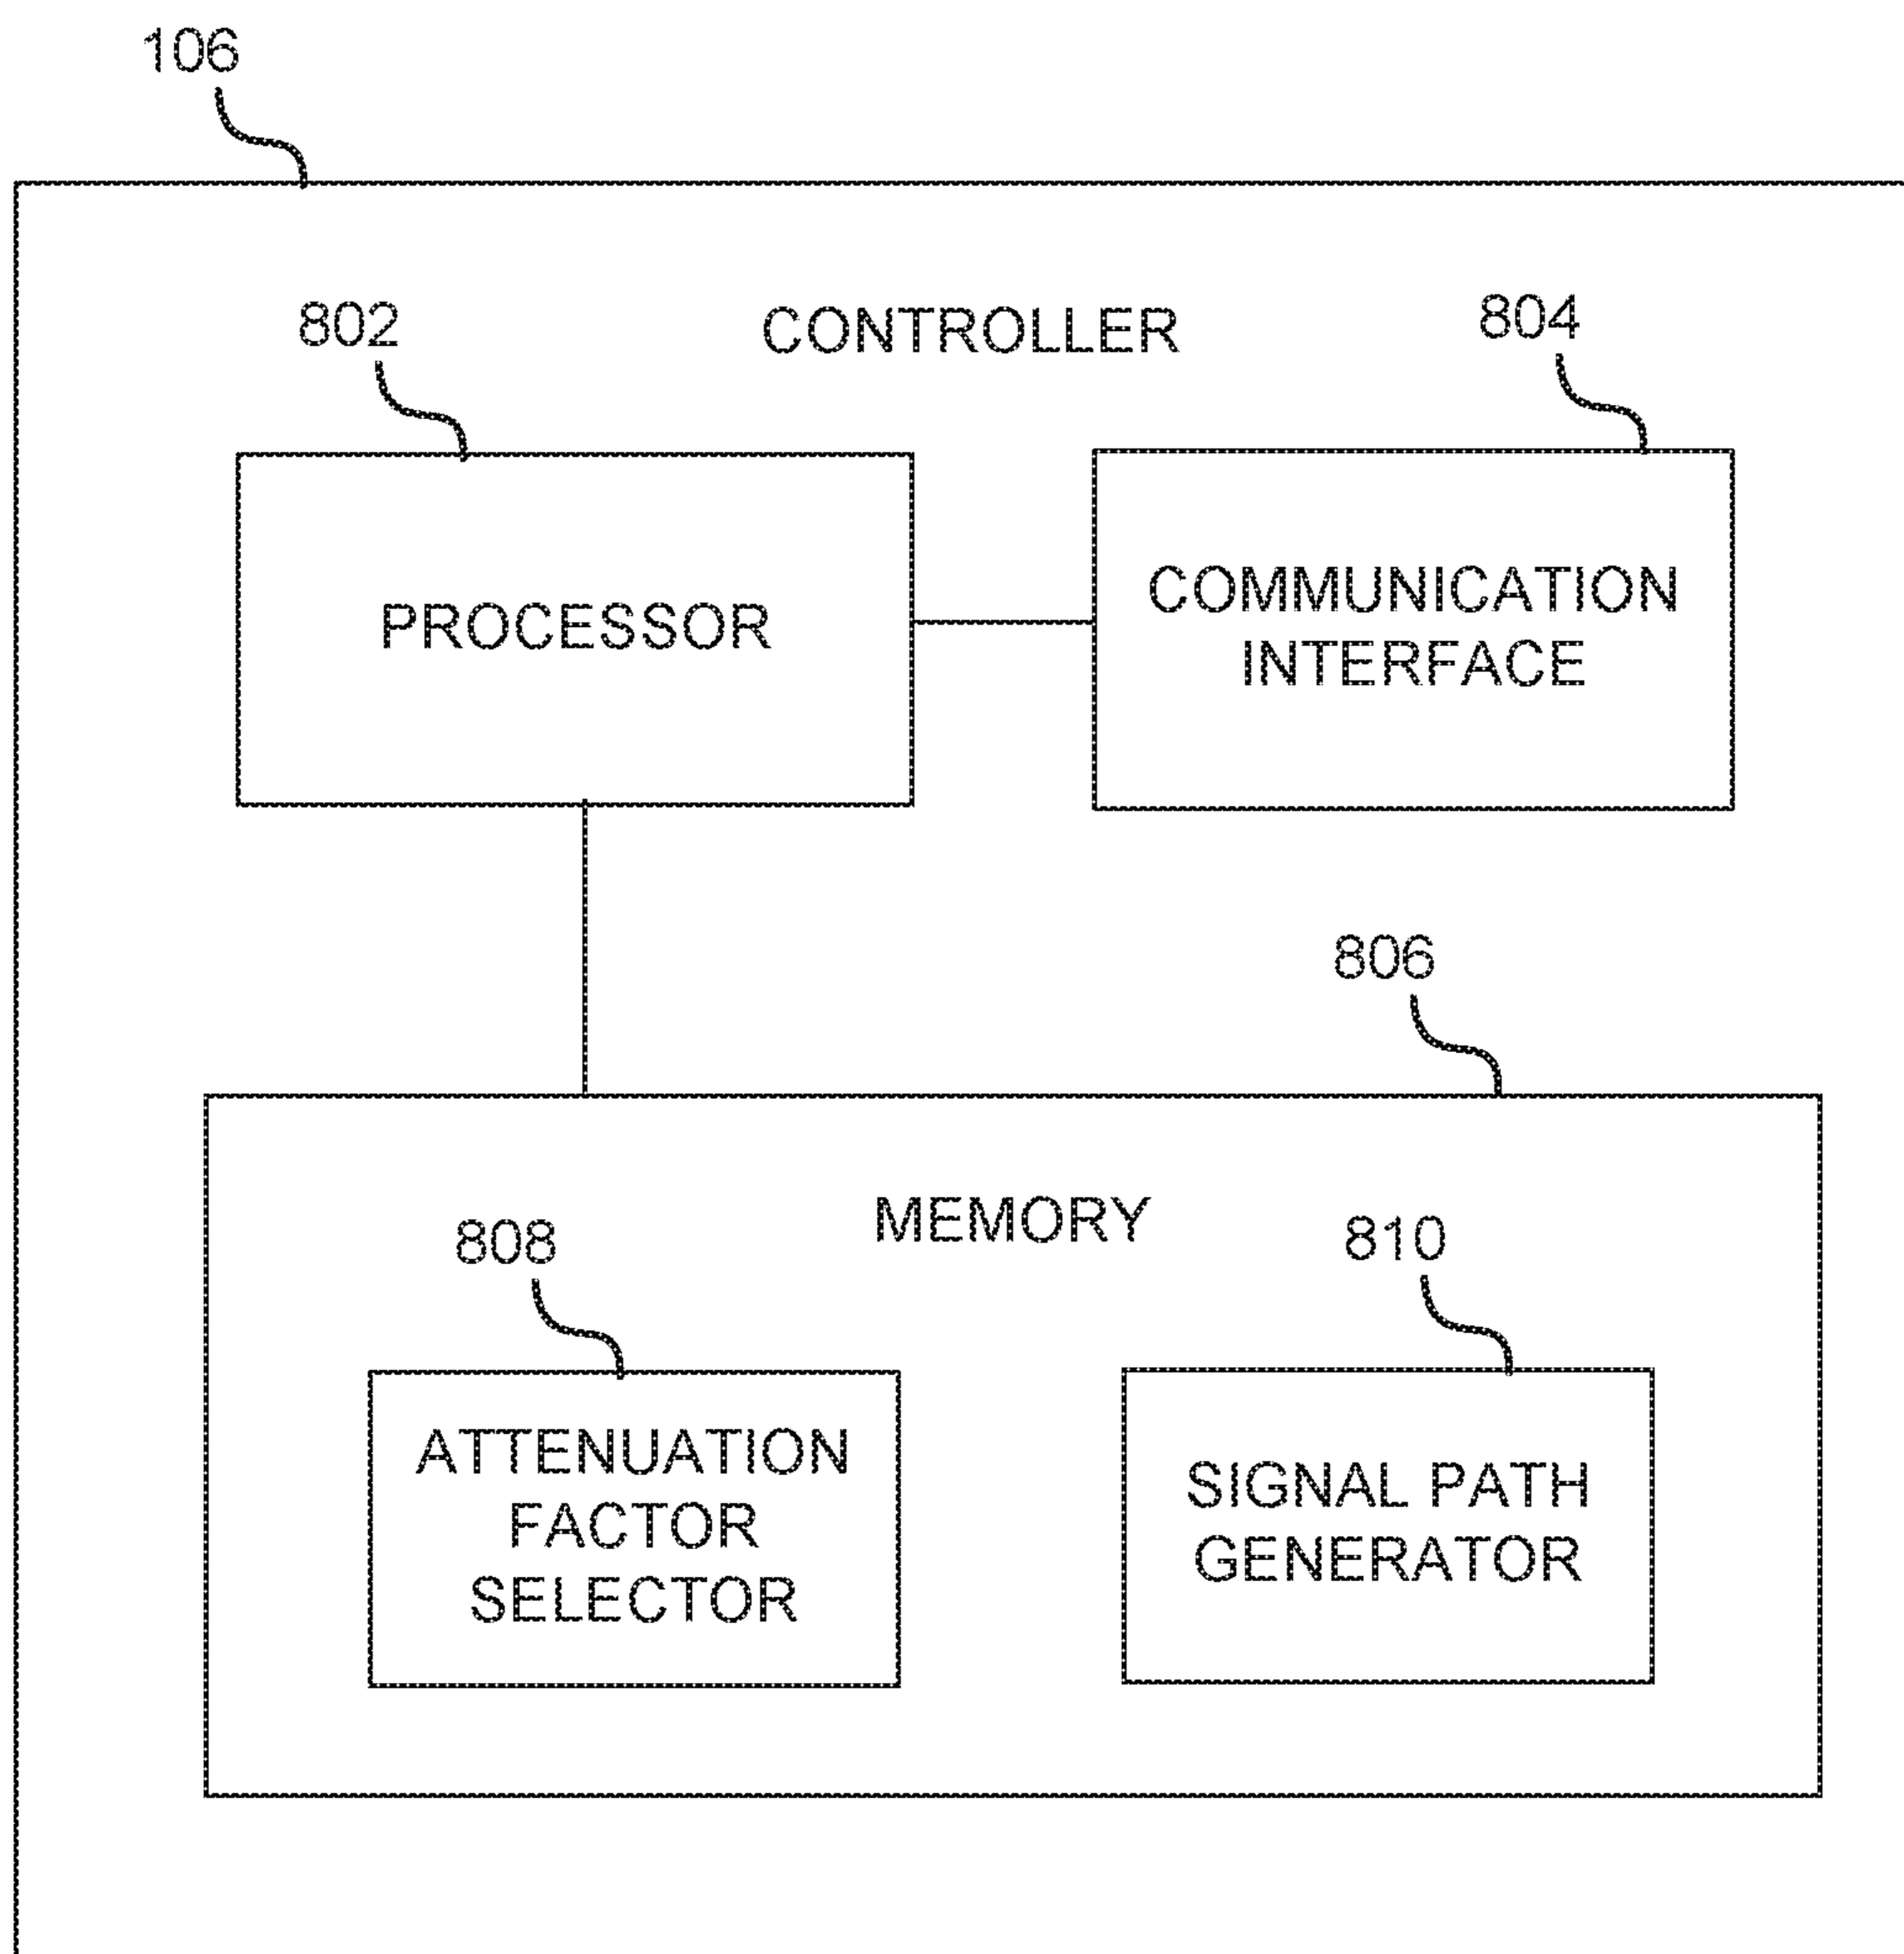 106
802
CONTROLLER
804
PROCESSOR
COMMUNICATION
INTERFACE
806
MEMORY
808
810
ATTENUATION
FACTOR
SELECTOR
SIGNAL PATH
GENERATOR